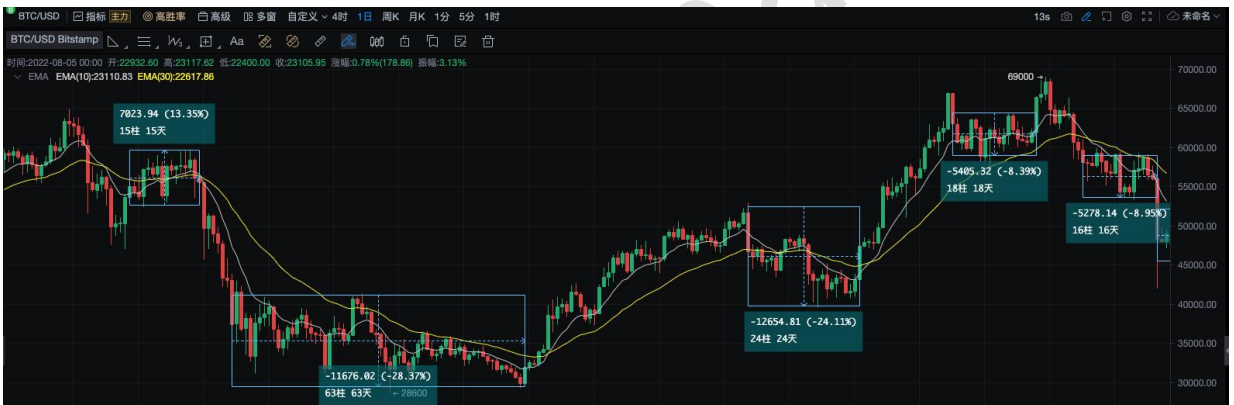 BTC/USD 指标 主力 高胜率 高级 多窗 自定义 4时 1日 周K 月K 1分 5分 1时 13s 未命名
BTC/USD Bitstamp Aa
时间:2022-08-05 00:00 开:22932.60 高:23117.62 低:22400.00 收:23105.95 涨幅:0.78%(178.86) 振幅:3.13%
EMA EMA(10):23110.83 EMA(30):22617.86
70000.00
69000
65000.00
7023.94 (13.35%)
15柱 15天
60000.00
-5405.32 (-8.39%)
18柱 18天
55000.00
-5278.14 (-8.95%)
16柱 16天
50000.00
45000.00
40000.00
-12654.81 (-24.11%)
24柱 24天
35000.00
-11676.02 (-28.37%)
63柱 63天
28600
30000.00